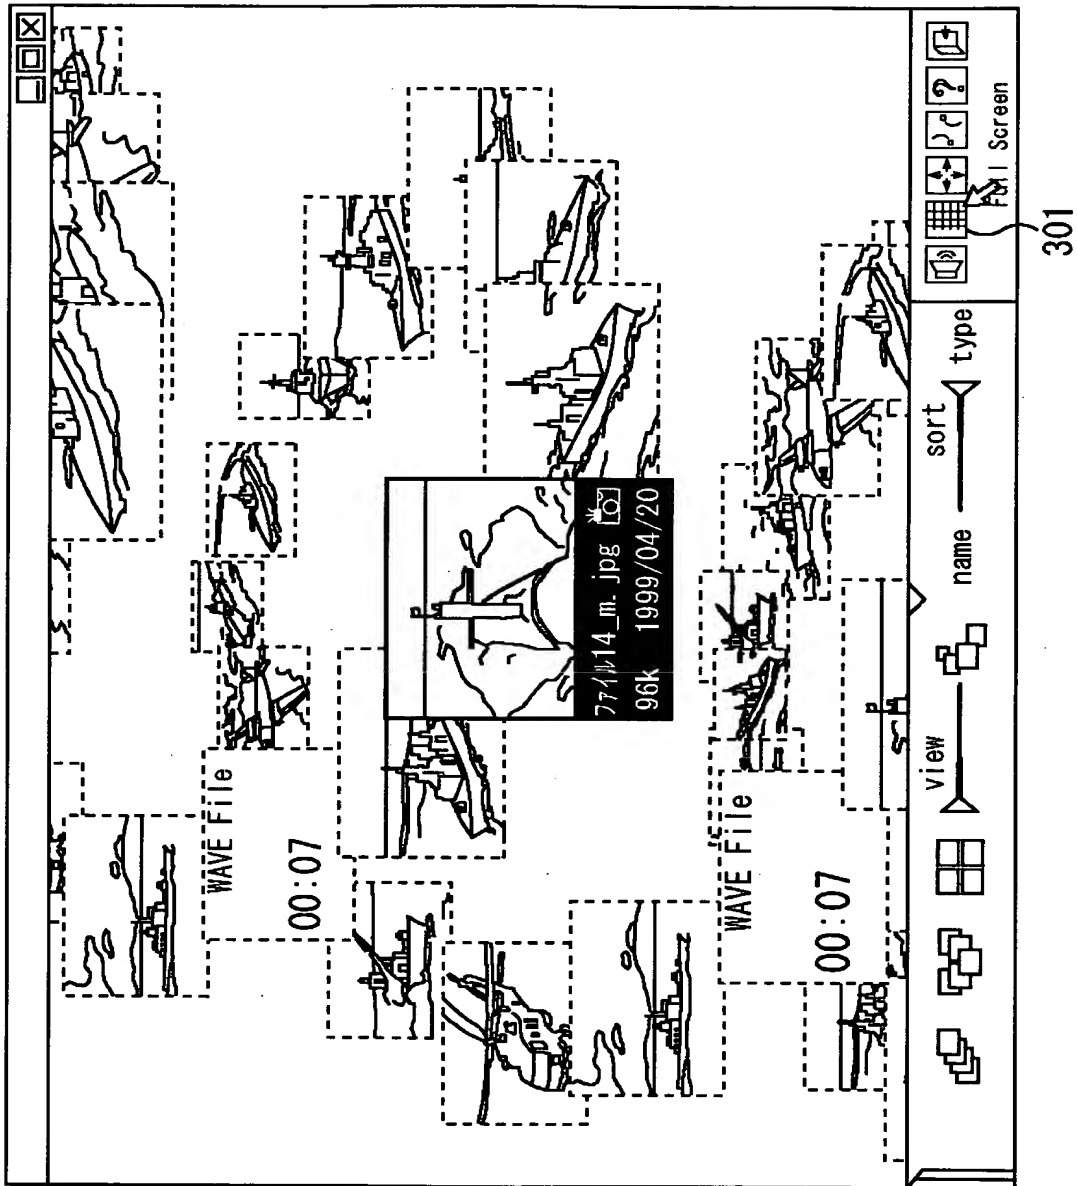 WAVE File
00:07
ファイル14_m.jpg
96k 1999/04/20
WAVE File
00:07
view
name
sort
type
?
Full Screen
301